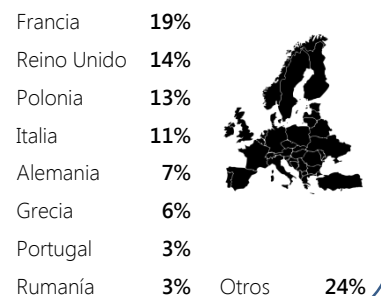 Francia 19%
Reino Unido 14%
Polonia 13%
Italia 11%
Alemania 7%
Grecia 6%
Portugal 3%
Rumanía 3% Otros 24%